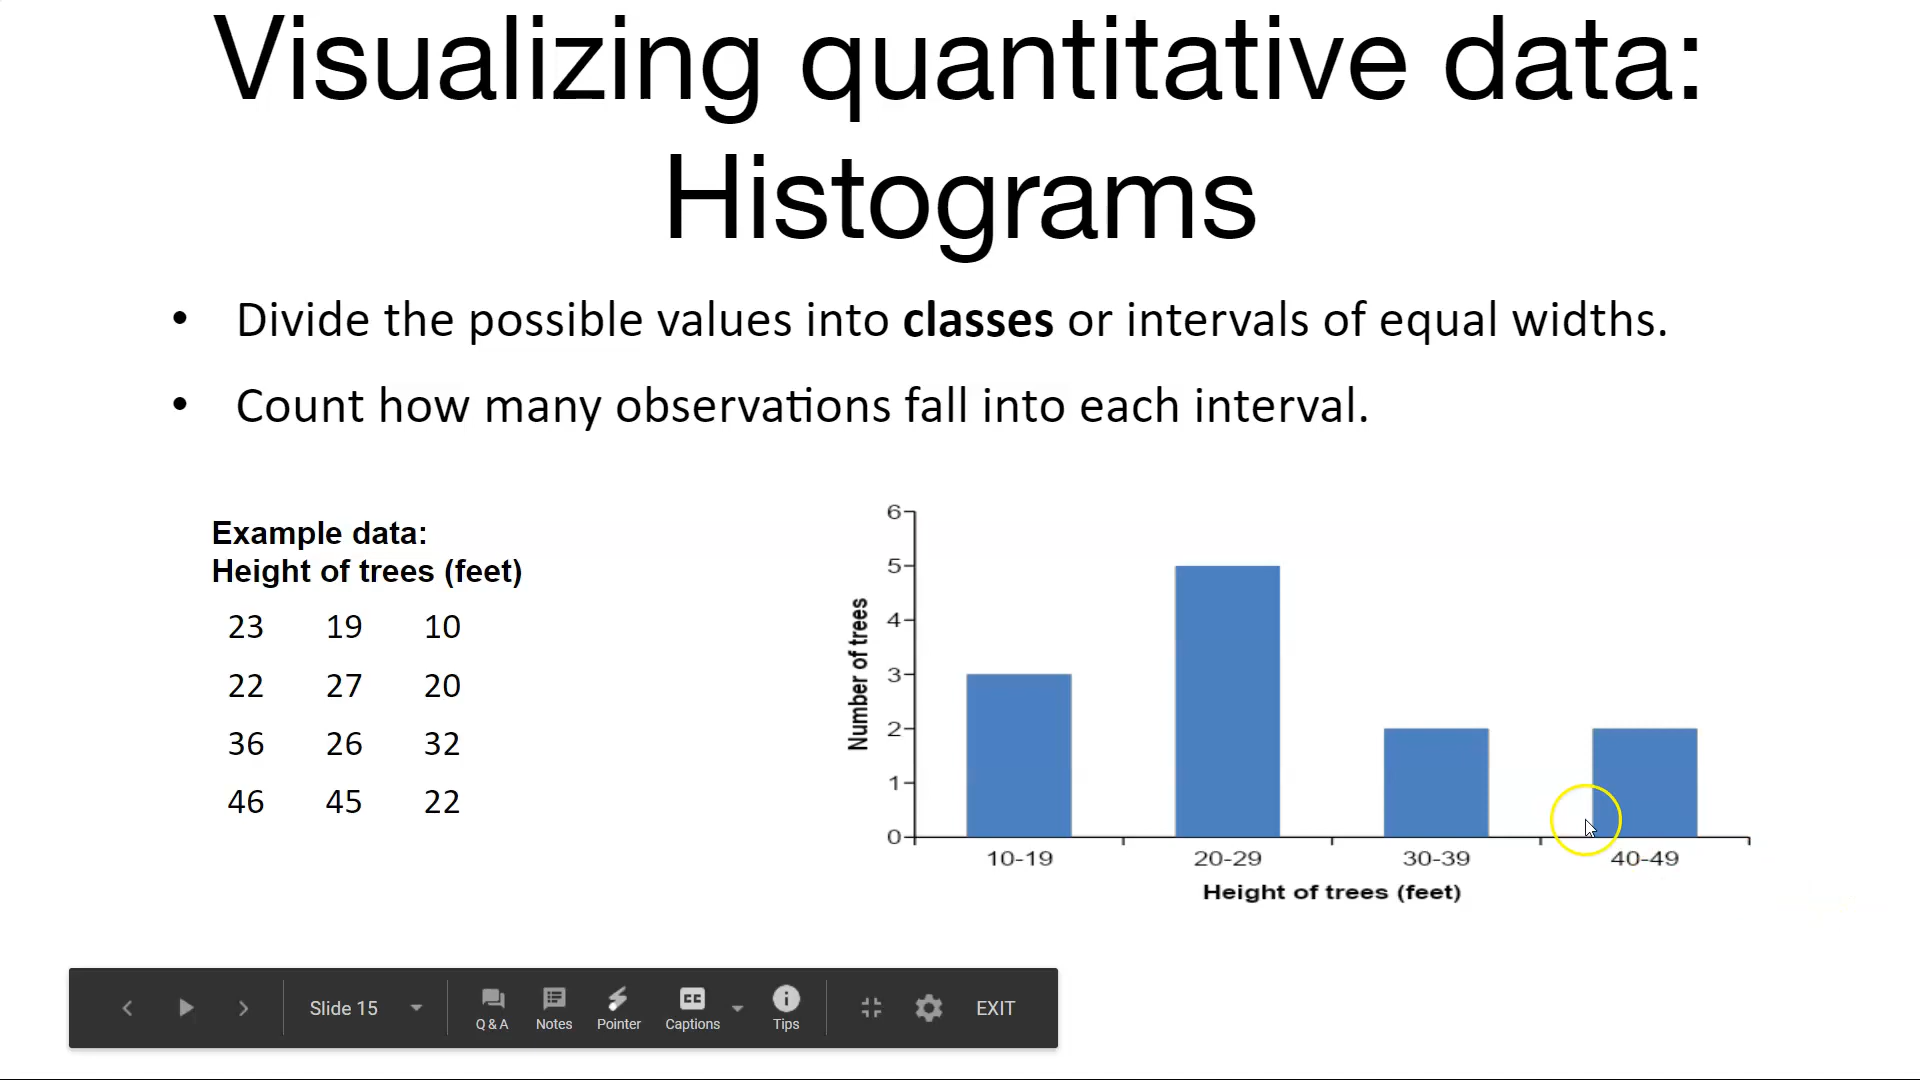 Visualizing quantitative data:
Histograms
• Divide the possible values into classes or intervals of equal widths.
• Count how many observations fall into each interval.
Example data:
Height of trees (feet)
23 19 10
22 27 20
36 26 32
46 45 22
Number of trees
6
5
4
3
2
1
0
10-19 20-29 30-39 40-49
Height of trees (feet)
Slide 15
Q & A Notes Pointer CC Captions Tips EXIT